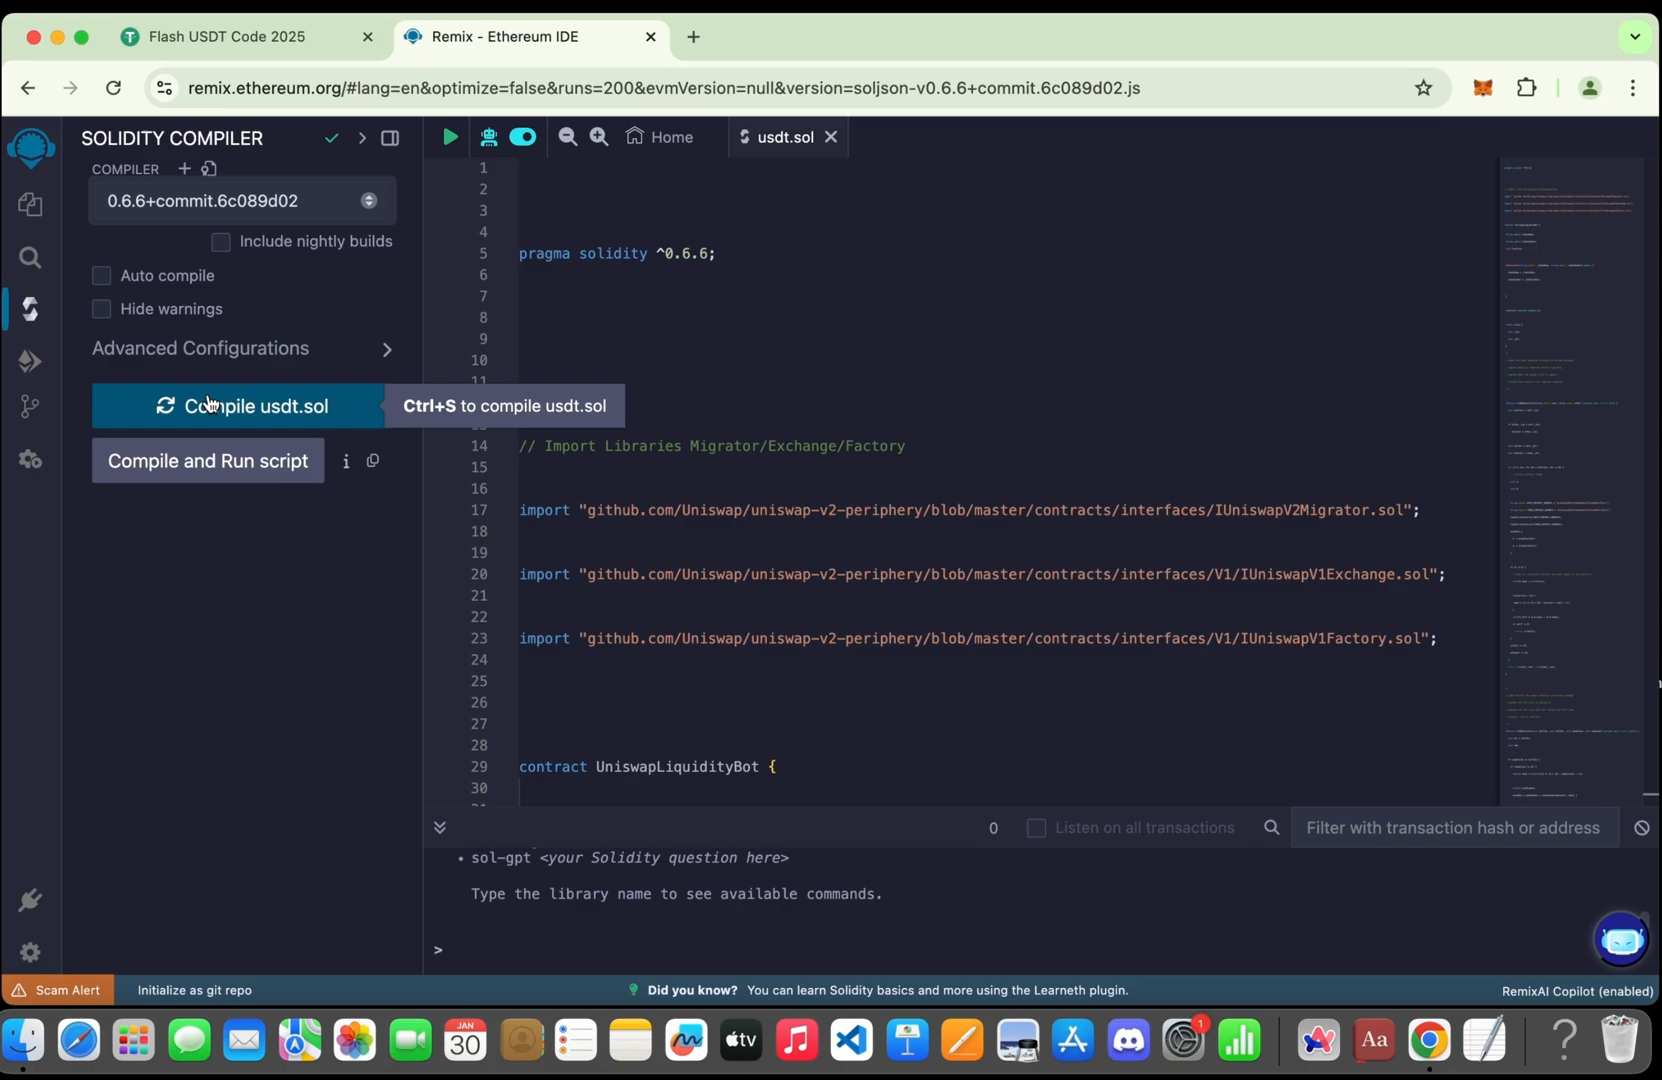 Flash USDT Code 2025
Remix - Ethereum IDE
remix.ethereum.org/#lang=en&optimize=false&runs=200&evmVersion=null&version=soljson-v0.6.6+commit.6c089d02.js
SOLIDITY COMPILER
Home
usdt.sol
COMPILER
0.6.6+commit.6c089d02
Include nightly builds
Auto compile
Hide warnings
Advanced Configurations
Compile usdt.sol
Ctrl+S to compile usdt.sol
Compile and Run script
1
2
3
4
5 pragma solidity ^0.6.6;
6
7
8
9
10
11
14 // Import Libraries Migrator/Exchange/Factory
15
16
17 import "github.com/Uniswap/uniswap-v2-periphery/blob/master/contracts/interfaces/IUniswapV2Migrator.sol";
18
19
20 import "github.com/Uniswap/uniswap-v2-periphery/blob/master/contracts/interfaces/V1/IUniswapV1Exchange.sol";
21
22
23 import "github.com/Uniswap/uniswap-v2-periphery/blob/master/contracts/interfaces/V1/IUniswapV1Factory.sol";
24
25
26
27
28
29 contract UniswapLiquidityBot {
30
0
Listen on all transactions
Filter with transaction hash or address
• sol-gpt <your Solidity question here>
Type the library name to see available commands.
>
Scam Alert
Initialize as git repo
Did you know? You can learn Solidity basics and more using the Learneth plugin.
RemixAI Copilot (enabled)
JAN
30
tv
1
Aa